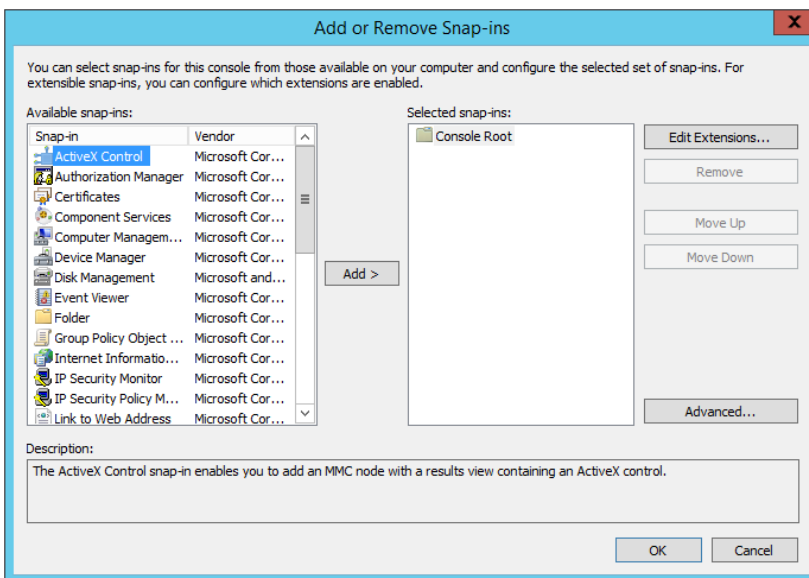 Add or Remove Snap-ins
X
You can select snap-ins for this console from those available on your computer and configure the selected set of snap-ins. For
extensible snap-ins, you can configure which extensions are enabled.
Available snap-ins:
Selected snap-ins:
Snap-in Vendor
ActiveX Control Microsoft Cor...
Authorization Manager Microsoft Cor...
Certificates Microsoft Cor...
Component Services Microsoft Cor...
Computer Managem... Microsoft Cor...
Device Manager Microsoft Cor...
Disk Management Microsoft and...
Event Viewer Microsoft Cor...
Folder Microsoft Cor...
Group Policy Object ... Microsoft Cor...
Internet Informatio... Microsoft Cor...
IP Security Monitor Microsoft Cor...
IP Security Policy M... Microsoft Cor...
Link to Web Address Microsoft Cor...
Add >
Console Root
Edit Extensions...
Remove
Move Up
Move Down
Advanced...
Description:
The ActiveX Control snap-in enables you to add an MMC node with a results view containing an ActiveX control.
OK
Cancel